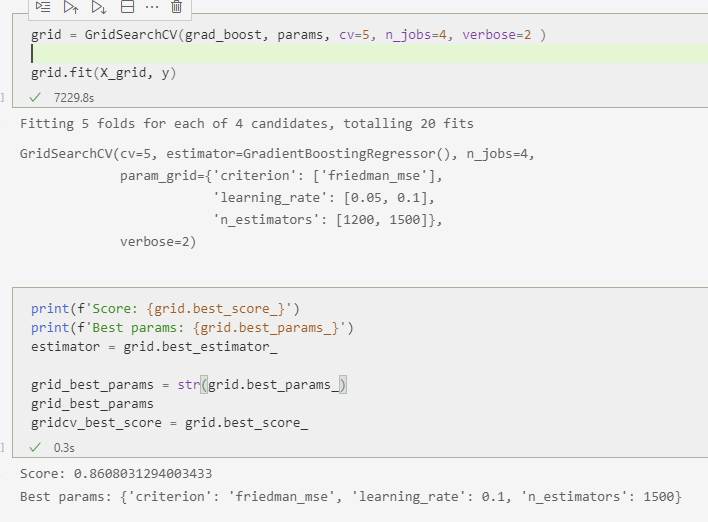 grid = GridSearchCV(grad_boost, params, cv=5, n_jobs=4, verbose=2 )
grid.fit(X_grid, y)
7229.8s
Fitting 5 folds for each of 4 candidates, totalling 20 fits
GridSearchCV(cv=5, estimator=GradientBoostingRegressor(), n_jobs=4,
param_grid={'criterion': ['friedman_mse'],
'learning_rate': [0.05, 0.1],
'n_estimators': [1200, 1500]},
verbose=2)
print(f'Score: {grid.best_score_}')
print(f'Best params: {grid.best_params_}')
estimator = grid.best_estimator_
grid_best_params = str(grid.best_params_)
grid_best_params
gridcv_best_score = grid.best_score_
0.3s
Score: 0.8608031294003433
Best params: {'criterion': 'friedman_mse', 'learning_rate': 0.1, 'n_estimators': 1500}